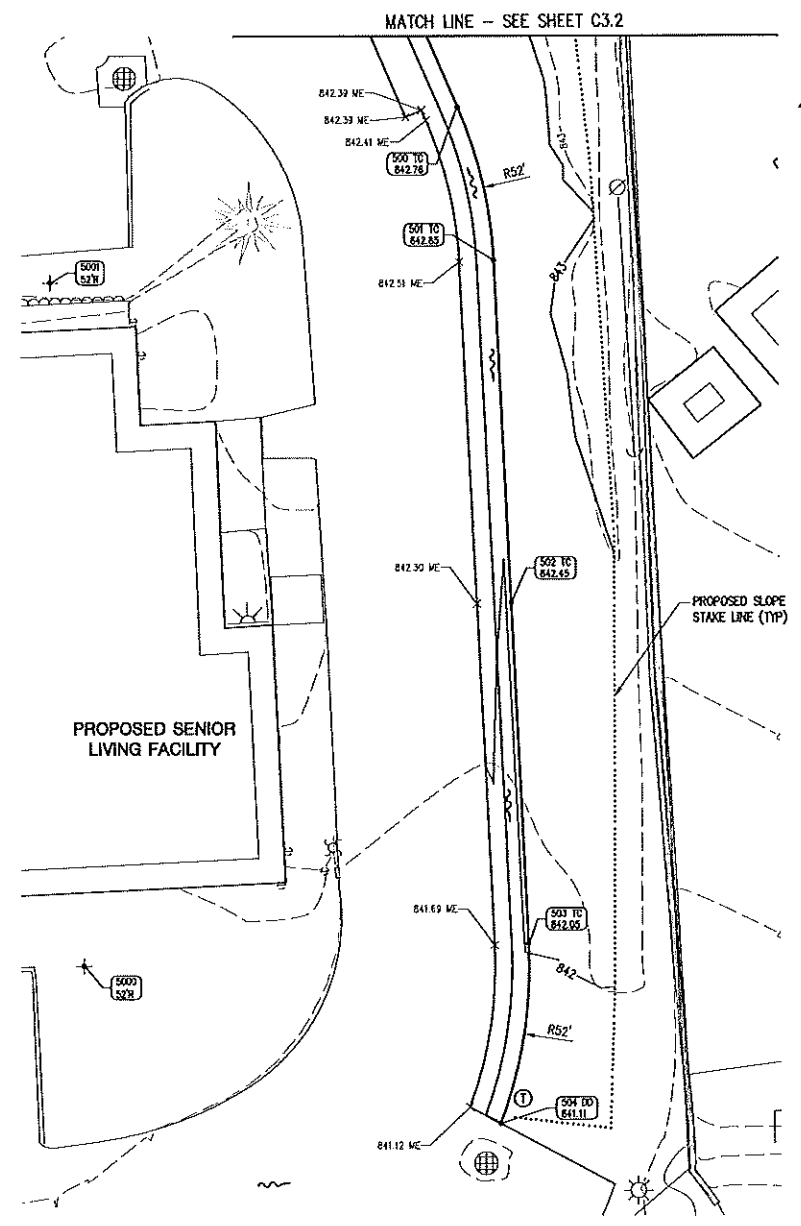 MATCH LINE – SEE SHEET C3.2
842.39 ME
842.39 ME
842.41 ME
500 TC
842.76
R52'
843
501 TC
842.85
842.51 ME
843
5001
52'R
842.30 ME
502 TC
842.45
PROPOSED SLOPE
STAKE LINE (TYP)
PROPOSED SENIOR
LIVING FACILITY
841.69 ME
503 TC
842.05
842
5000
52'R
R52'
T
504 DD
841.11
841.12 ME